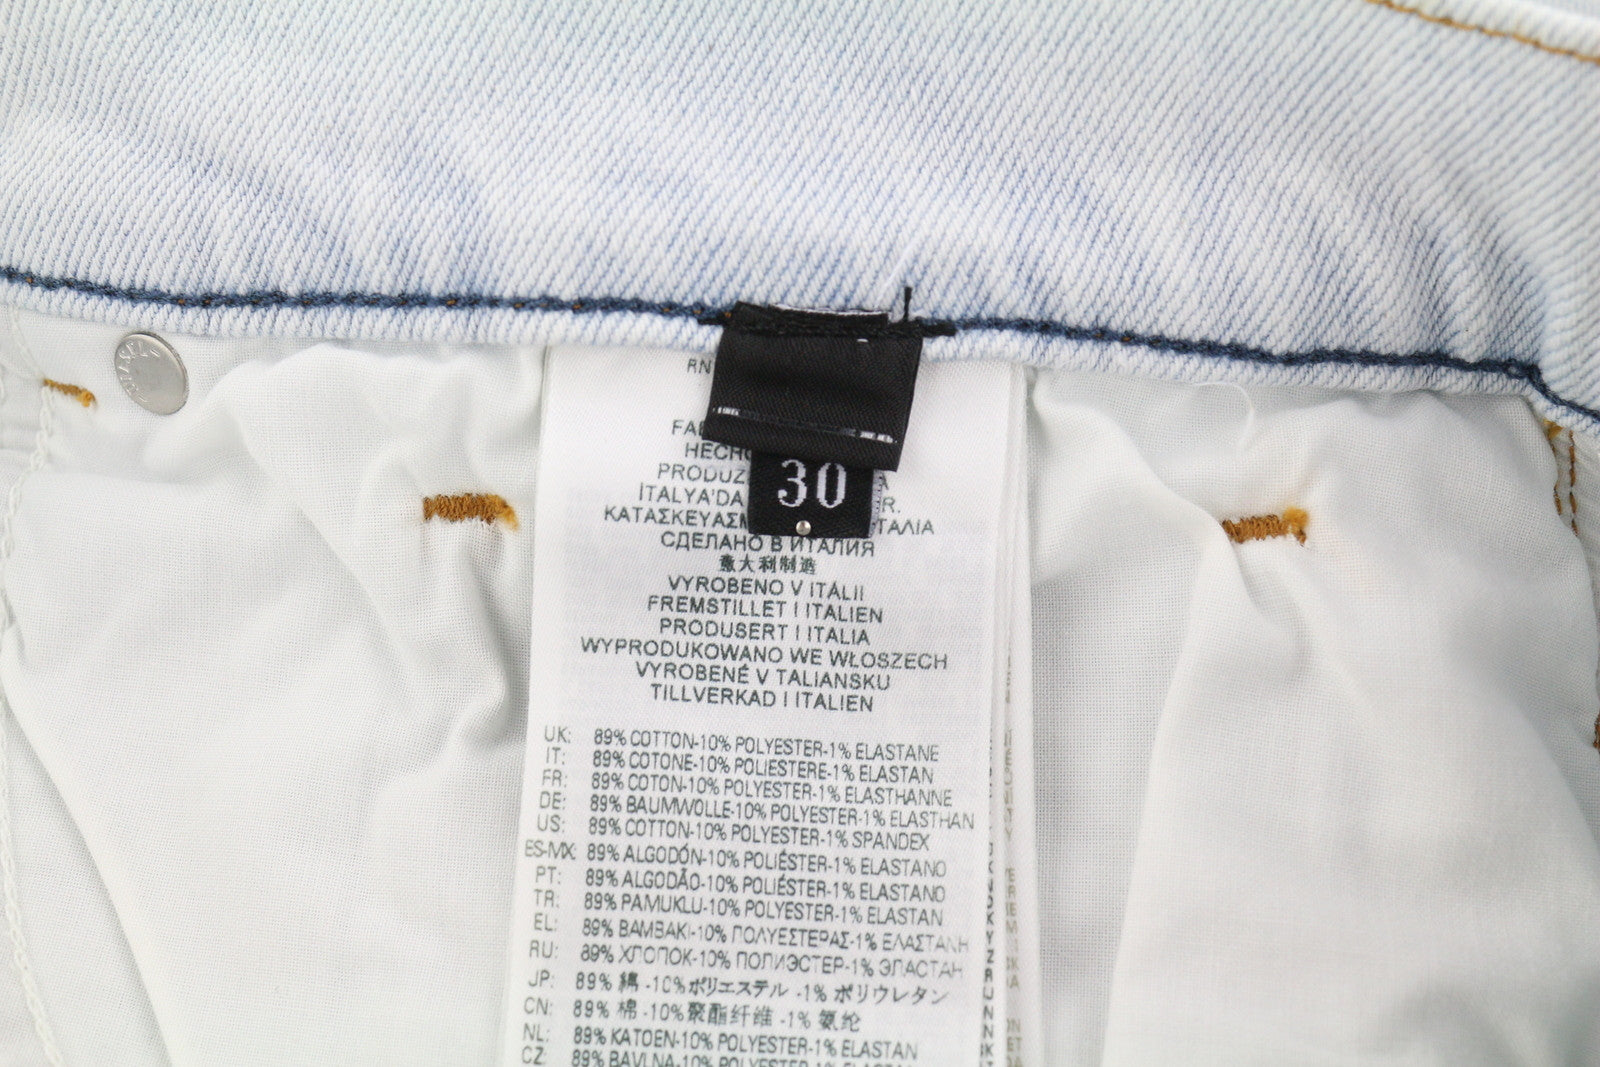 DIESEL
RN
FA
HECHO
PRODUZ
İTALYA'DA R.
ΚΑΤΑΣΚΕΥΑΣΜ ΤΑΛΙΑ
СДЕЛАНО В ИТАЛИЯ
意大利制造
VYROBENO V ITÁLII
FREMSTILLET I ITALIEN
PRODUSERT I ITALIA
WYPRODUKOWANO WE WŁOSZECH
VYROBENÉ V TALIANSKU
TILLVERKAD I ITALIEN
30
UK: 89% COTTON-10% POLYESTER-1% ELASTANE
IT: 89% COTONE-10% POLIESTERE-1% ELASTAN
FR: 89% COTON-10% POLYESTER-1% ELASTHANNE
DE: 89% BAUMWOLLE-10% POLYESTER-1% ELASTHAN
US: 89% COTTON-10% POLYESTER-1% SPANDEX
ES-MX: 89% ALGODÓN-10% POLIÉSTER-1% ELASTANO
PT: 89% ALGODÃO-10% POLIÉSTER-1% ELASTANO
TR: 89% PAMUKLU-10% POLYESTER-1% ELASTAN
EL: 89% ΒΑΜΒΑΚΙ-10% ΠΟΛΥΕΣΤΕΡΑΣ-1% ΕΛΑΣΤΑΝΗ
RU: 89% ХЛОПОК-10% ПОЛИЭСТЕР-1% ЭЛАСТАН
JP: 89% 綿 -10% ポリエステル -1% ポリウレタン
CN: 89% 棉 -10% 聚酯纤维 -1% 氨纶
NL: 89% KATOEN-10% POLYESTER-1% ELASTAN
CZ: 89% BAVLNA-10% POLYESTER-1% ELASTAN